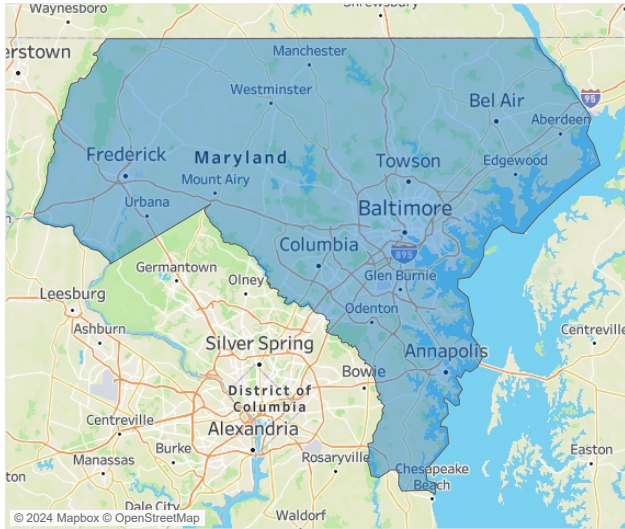 Waynesboro
Shrewsbury
erstown
Manchester
Westminster
Bel Air
95
Aberdeen
Frederick
Maryland
Towson
Edgewood
Mount Airy
Urbana
Baltimore
Columbia
895
Germantown
Olney
Glen Burnie
Leesburg
Odenton
Ashburn
Silver Spring
Annapolis
Centreville
Bowie
District of
Columbia
Centreville
Alexandria
Burke
Rosaryville
Easton
Manassas
Chesapeake
Beach
ton
Dale City
Waldorf
© 2024 Mapbox © OpenStreetMap